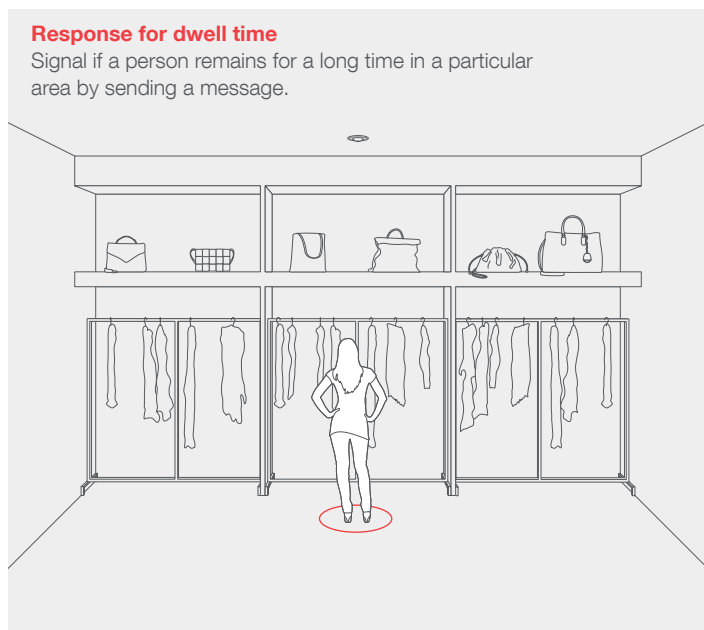 Response for dwell time
Signal if a person remains for a long time in a particular
area by sending a message.